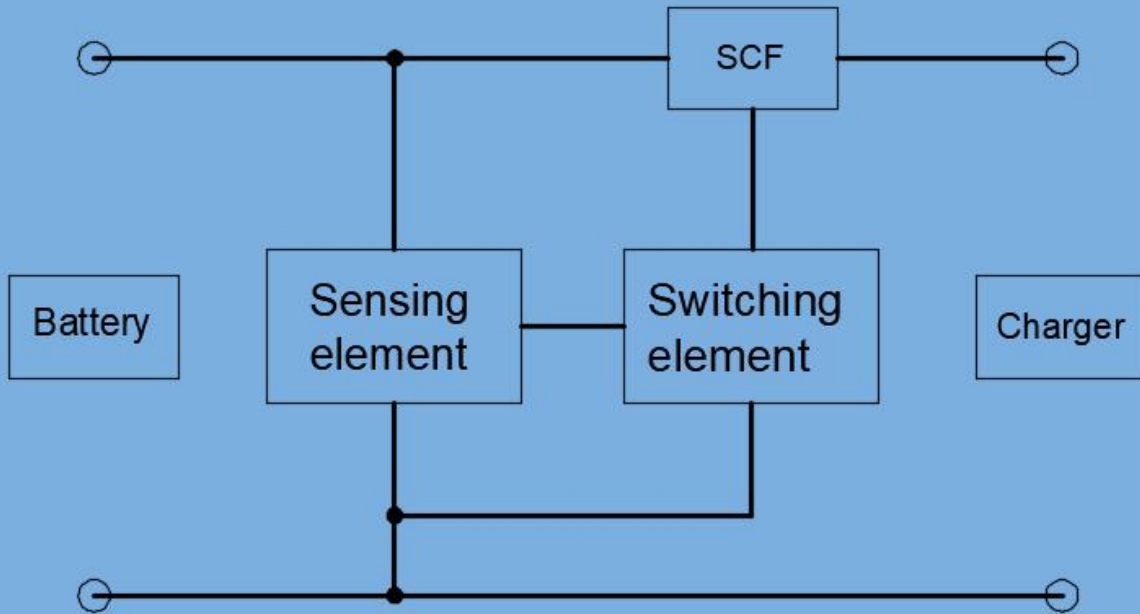 SCF
Battery
Sensing
element
Switching
element
Charger